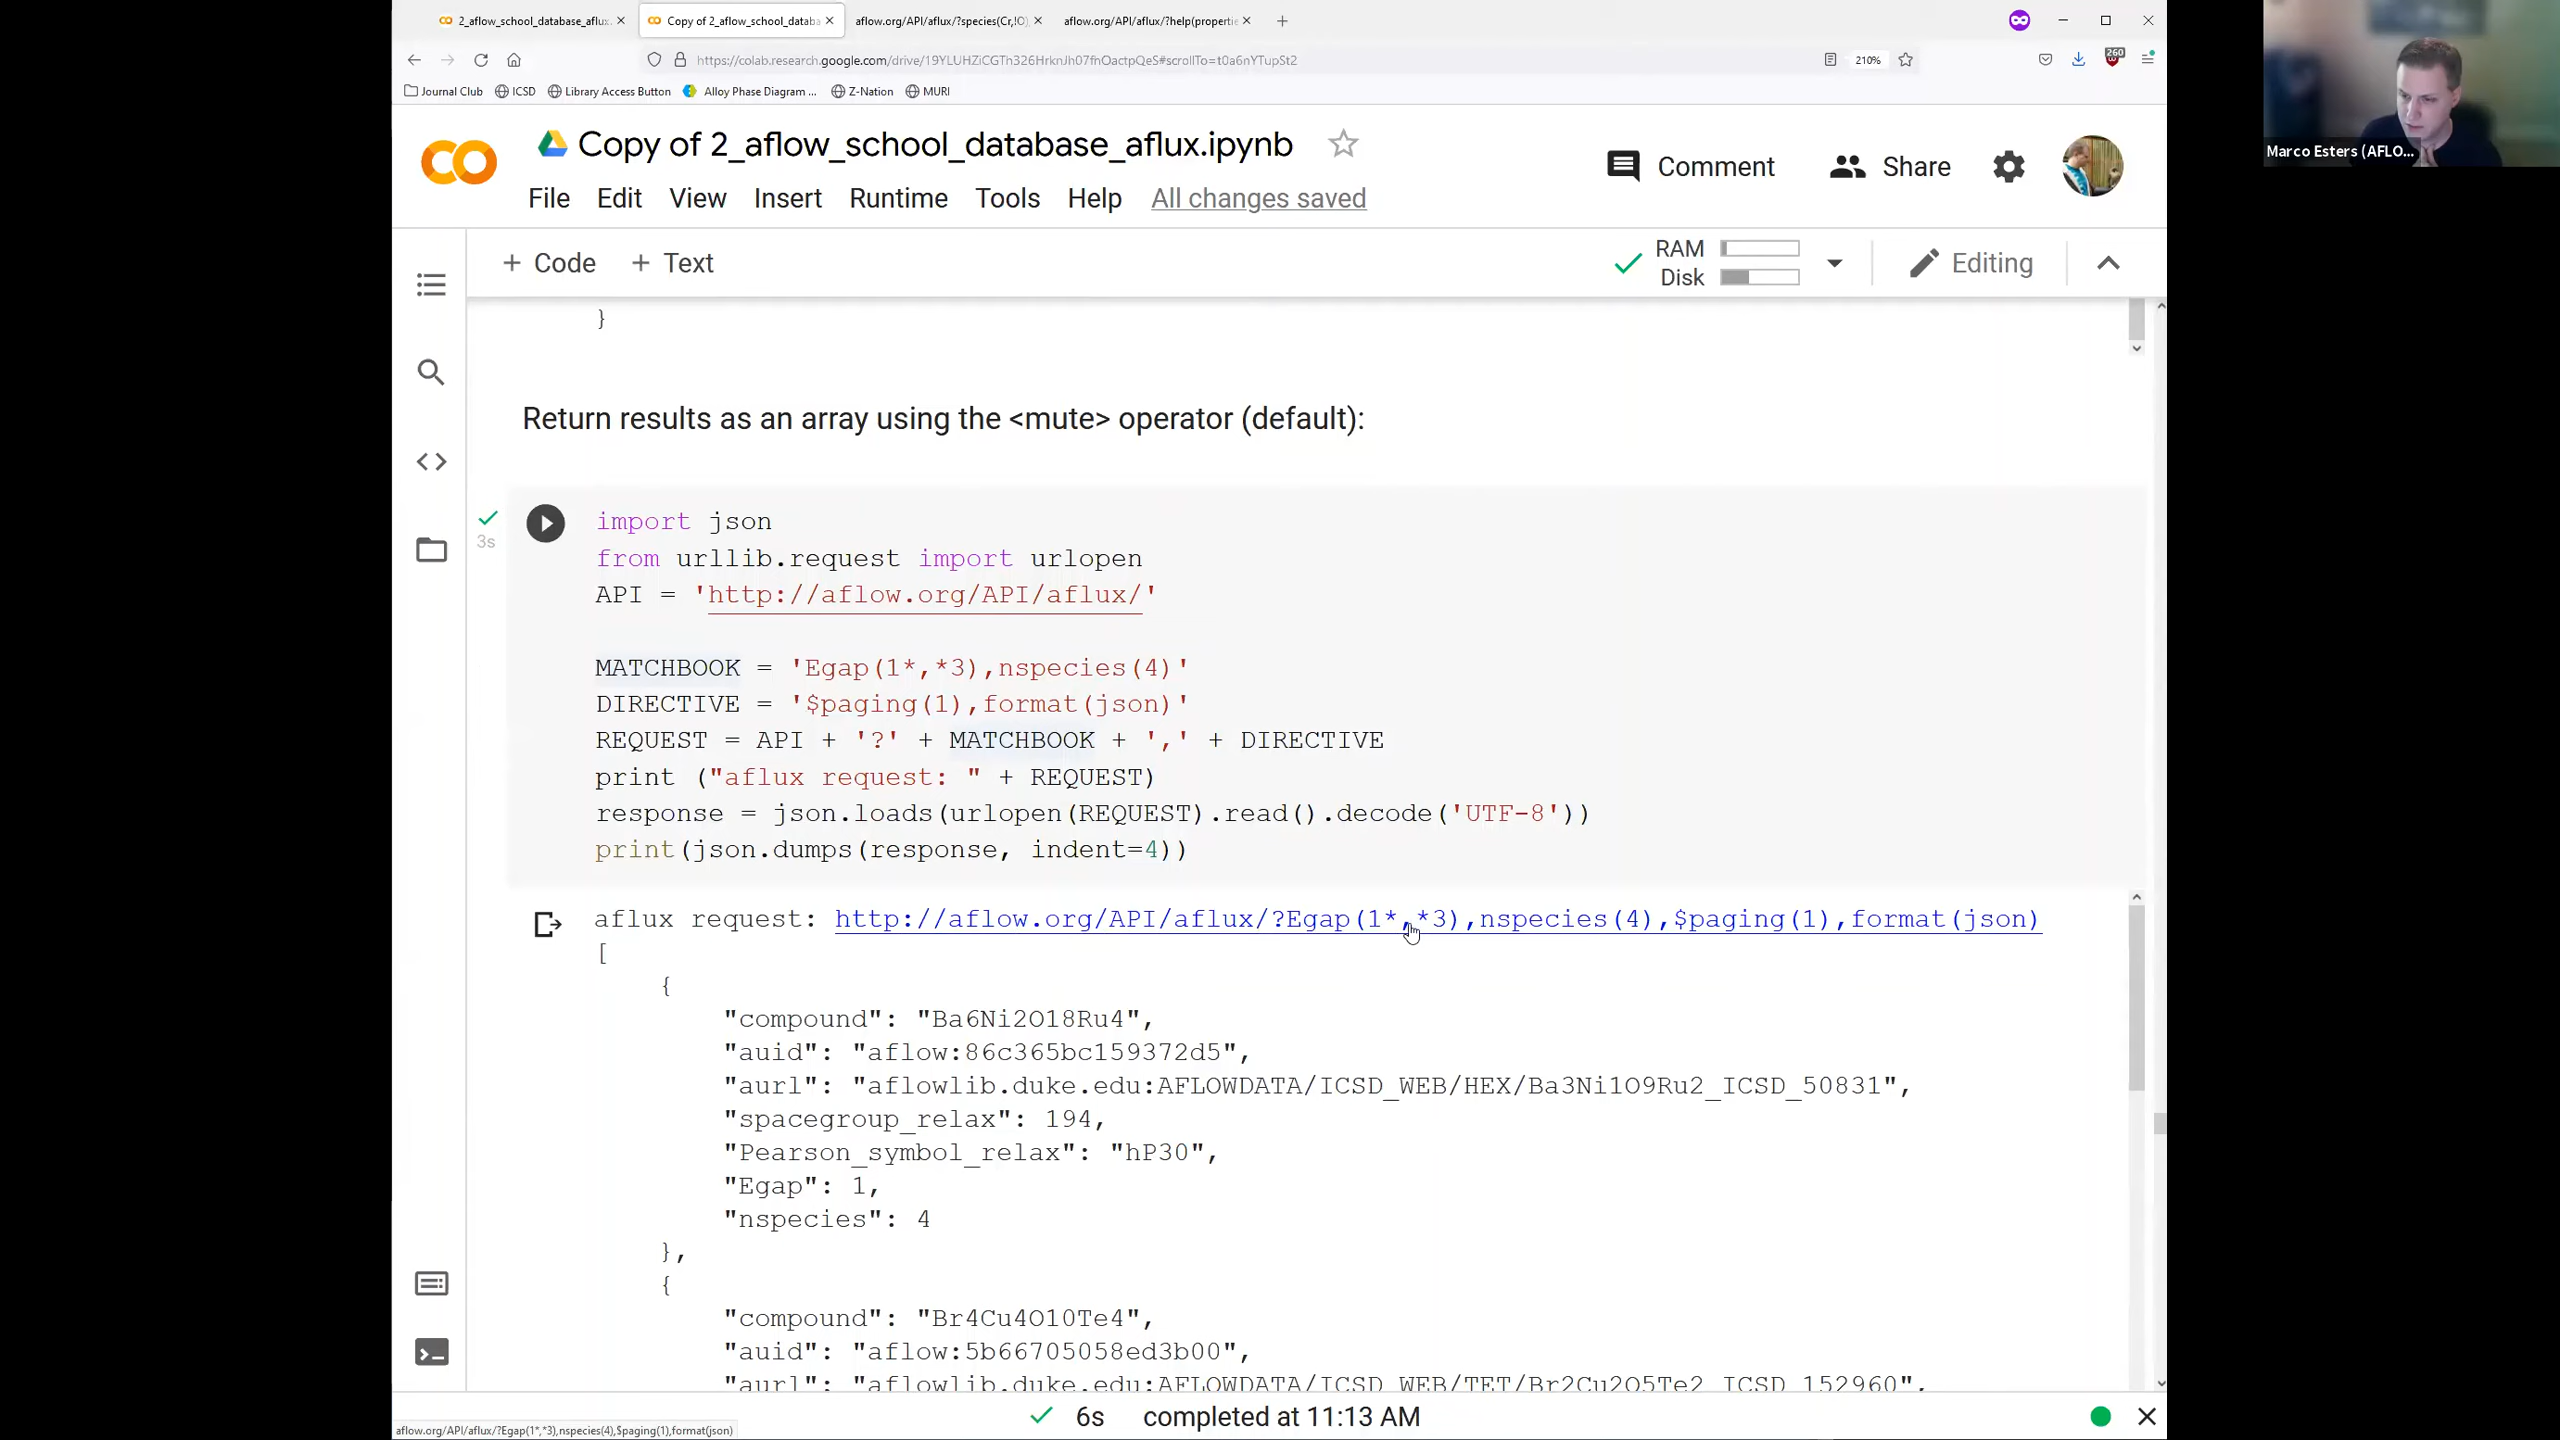 2_aflow_school_database_aflux.
Copy of 2_aflow_school_databa
aflow.org/API/aflux/?species(Cr,!O)
aflow.org/API/aflux/?help(properti
https://colab.research.google.com/drive/19YLUHZiCGTn326HrknJh07fhOactpQeS#scrollTo=t0a6nYTupSt2
210%
260
Journal Club
ICSD
Library Access Button
Alloy Phase Diagram ...
Z-Nation
MURI
Marco Esters (AFLO...
Copy of 2_aflow_school_database_aflux.ipynb
Comment
Share
File
Edit
View
Insert
Runtime
Tools
Help
All changes saved
+ Code
+ Text
RAM
Disk
Editing
}
Return results as an array using the <mute> operator (default):
3s
import json
from urllib.request import urlopen
API = 'http://aflow.org/API/aflux/'
MATCHBOOK = 'Egap(1*,*3),nspecies(4)'
DIRECTIVE = '$paging(1),format(json)'
REQUEST = API + '?' + MATCHBOOK + ',' + DIRECTIVE
print ("aflux request: " + REQUEST)
response = json.loads(urlopen(REQUEST).read().decode('UTF-8'))
print(json.dumps(response, indent=4))
aflux request: http://aflow.org/API/aflux/?Egap(1*,*3),nspecies(4),$paging(1),format(json)
[
{
"compound": "Ba6Ni2O18Ru4",
"auid": "aflow:86c365bc159372d5",
"aurl": "aflowlib.duke.edu:AFLOWDATA/ICSD_WEB/HEX/Ba3Ni1O9Ru2_ICSD_50831",
"spacegroup_relax": 194,
"Pearson_symbol_relax": "hP30",
"Egap": 1,
"nspecies": 4
},
{
"compound": "Br4Cu4O10Te4",
"auid": "aflow:5b66705058ed3b00",
"aurl": "aflowlib.duke.edu:AFLOWDATA/ICSD_WEB/TET/Br2Cu2O5Te2_ICSD_152960",
6s
completed at 11:13 AM
aflow.org/API/aflux/?Egap(1*,*3),nspecies(4),$paging(1),format(json)